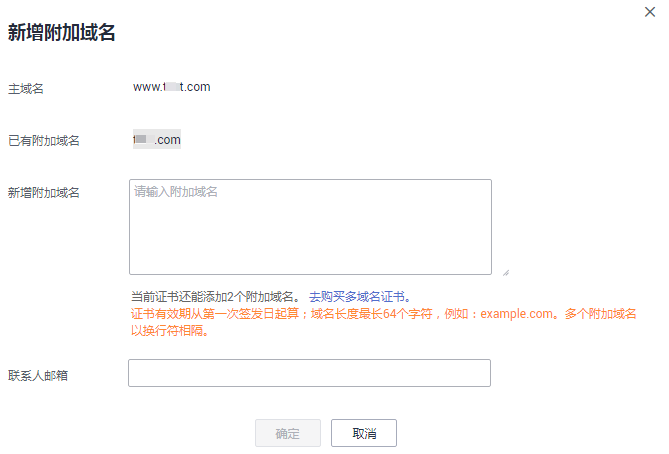 新增附加域名
主域名
www.t t.com
已有附加域名
t .com
新增附加域名
请输入附加域名
当前证书还能添加2个附加域名。 去购买多域名证书。
证书有效期从第一次签发日起算；域名长度最长64个字符，例如：example.com。多个附加域名
以换行符相隔。
联系人邮箱
确定
取消